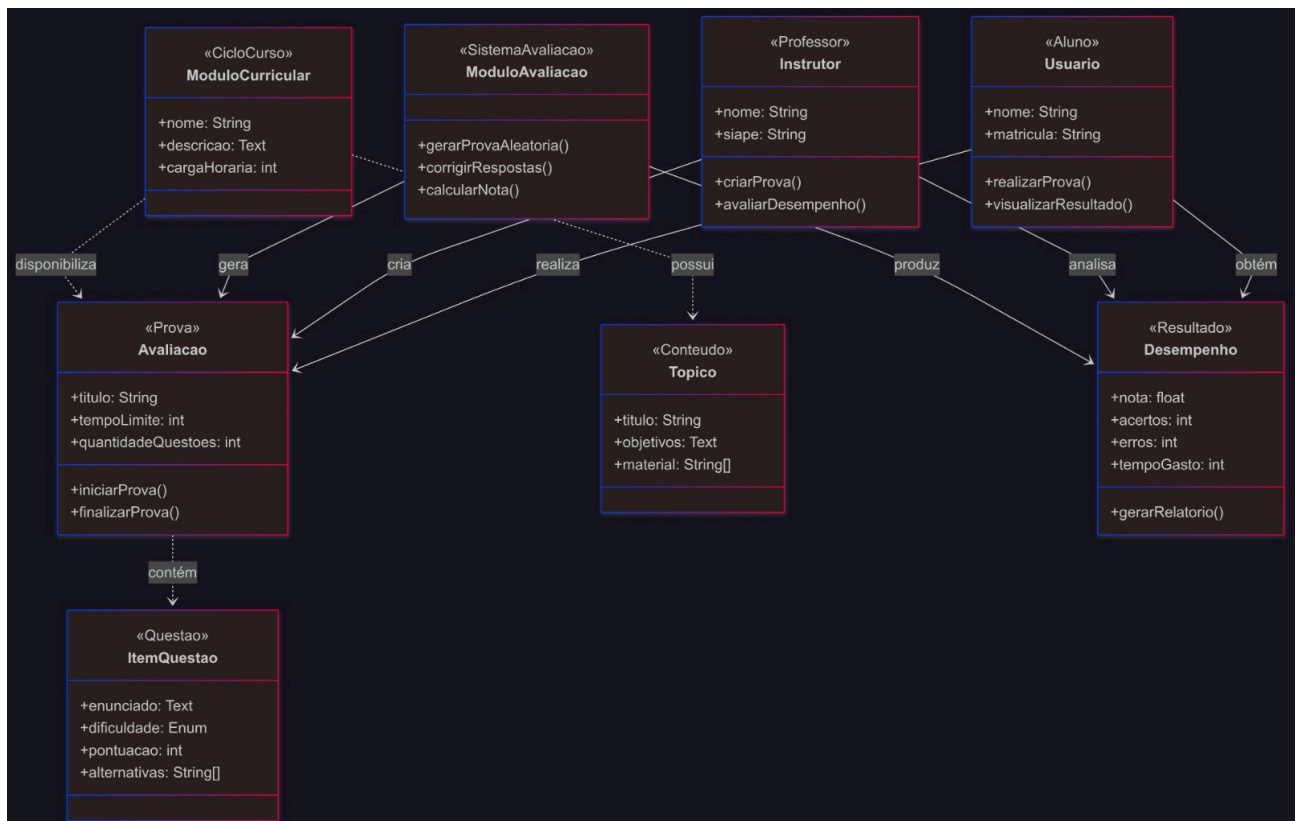 «CicloCurso»
ModuloCurricular
+nome: String
+descricao: Text
+cargaHoraria: int
«SistemaAvaliacao»
ModuloAvaliacao
+gerarProvaAleatoria()
+corrigirRespostas()
+calcularNota()
«Professor»
Instrutor
+nome: String
+siape: String
+criarProva()
+avaliarDesempenho()
«Aluno»
Usuario
+nome: String
+matricula: String
+realizarProva()
+visualizarResultado()
disponibiliza
gera
cria
realiza
possui
produz
analisa
obtém
«Prova»
Avaliacao
+titulo: String
+tempoLimite: int
+quantidadeQuestoes: int
+iniciarProva()
+finalizarProva()
«Conteudo»
Topico
+titulo: String
+objetivos: Text
+material: String[]
«Resultado»
Desempenho
+nota: float
+acertos: int
+erros: int
+tempoGasto: int
+gerarRelatorio()
contém
«Questao»
ItemQuestao
+enunciado: Text
+dificuldade: Enum
+pontuacao: int
+alternativas: String[]